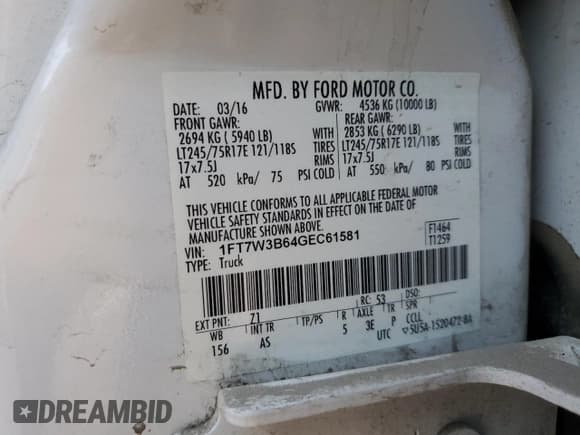 MFD. BY FORD MOTOR CO.
DATE: 03/16 GVWR: 4536 KG (10000 LB)
FRONT GAWR: REAR GAWR:
2694 KG ( 5940 LB) WITH 2853 KG ( 6290 LB) WITH
LT245/75R17E 121/118S TIRES LT245/75R17E 121/118S TIRES
17x7.5J RIMS 17x7.5J RIMS
AT 520 kPa/ 75 PSI COLD AT 550 kPa/ 80 PSI COLD
THIS VEHICLE CONFORMS TO ALL APPLICABLE FEDERAL MOTOR
VEHICLE SAFETY STANDARDS IN EFFECT ON THE DATE OF
MANUFACTURE SHOWN ABOVE.
VIN: 1FT7W3B64GEC61581 F1464
TYPE: Truck T1259
EXT PNT: Z1 RC: 53 DSO:
WB INT TR TP/PS R AXLE TR SPR
156 AS 5 3E P CCLL
UTC 5U5A-1520472-BA
DREAMBID